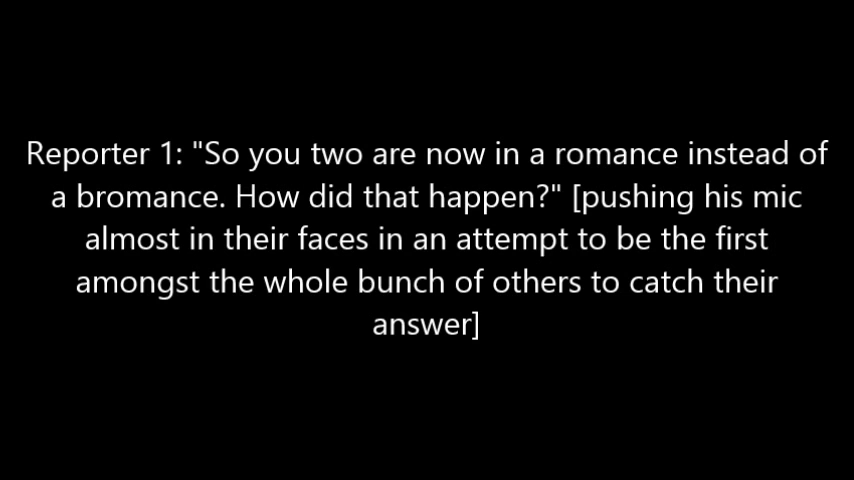 Reporter 1: "So you two are now in a romance instead of
a bromance. How did that happen?" [pushing his mic
almost in their faces in an attempt to be the first
amongst the whole bunch of others to catch their
answer]